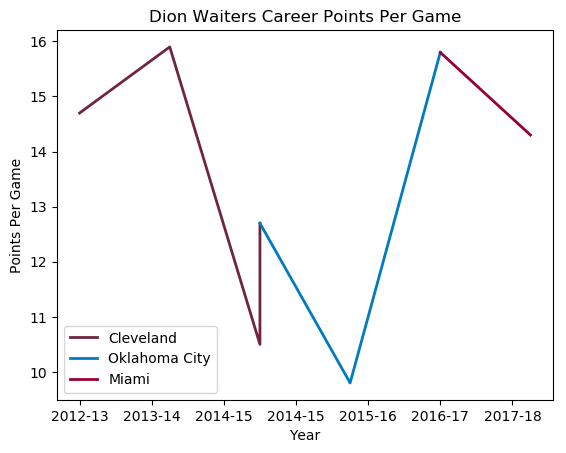 Dion Waiters Career Points Per Game
16
15
14
13
12
11
10
Points Per Game
Cleveland
Oklahoma City
Miami
2012-13 2013-14 2014-15 2014-15 2015-16 2016-17 2017-18
Year